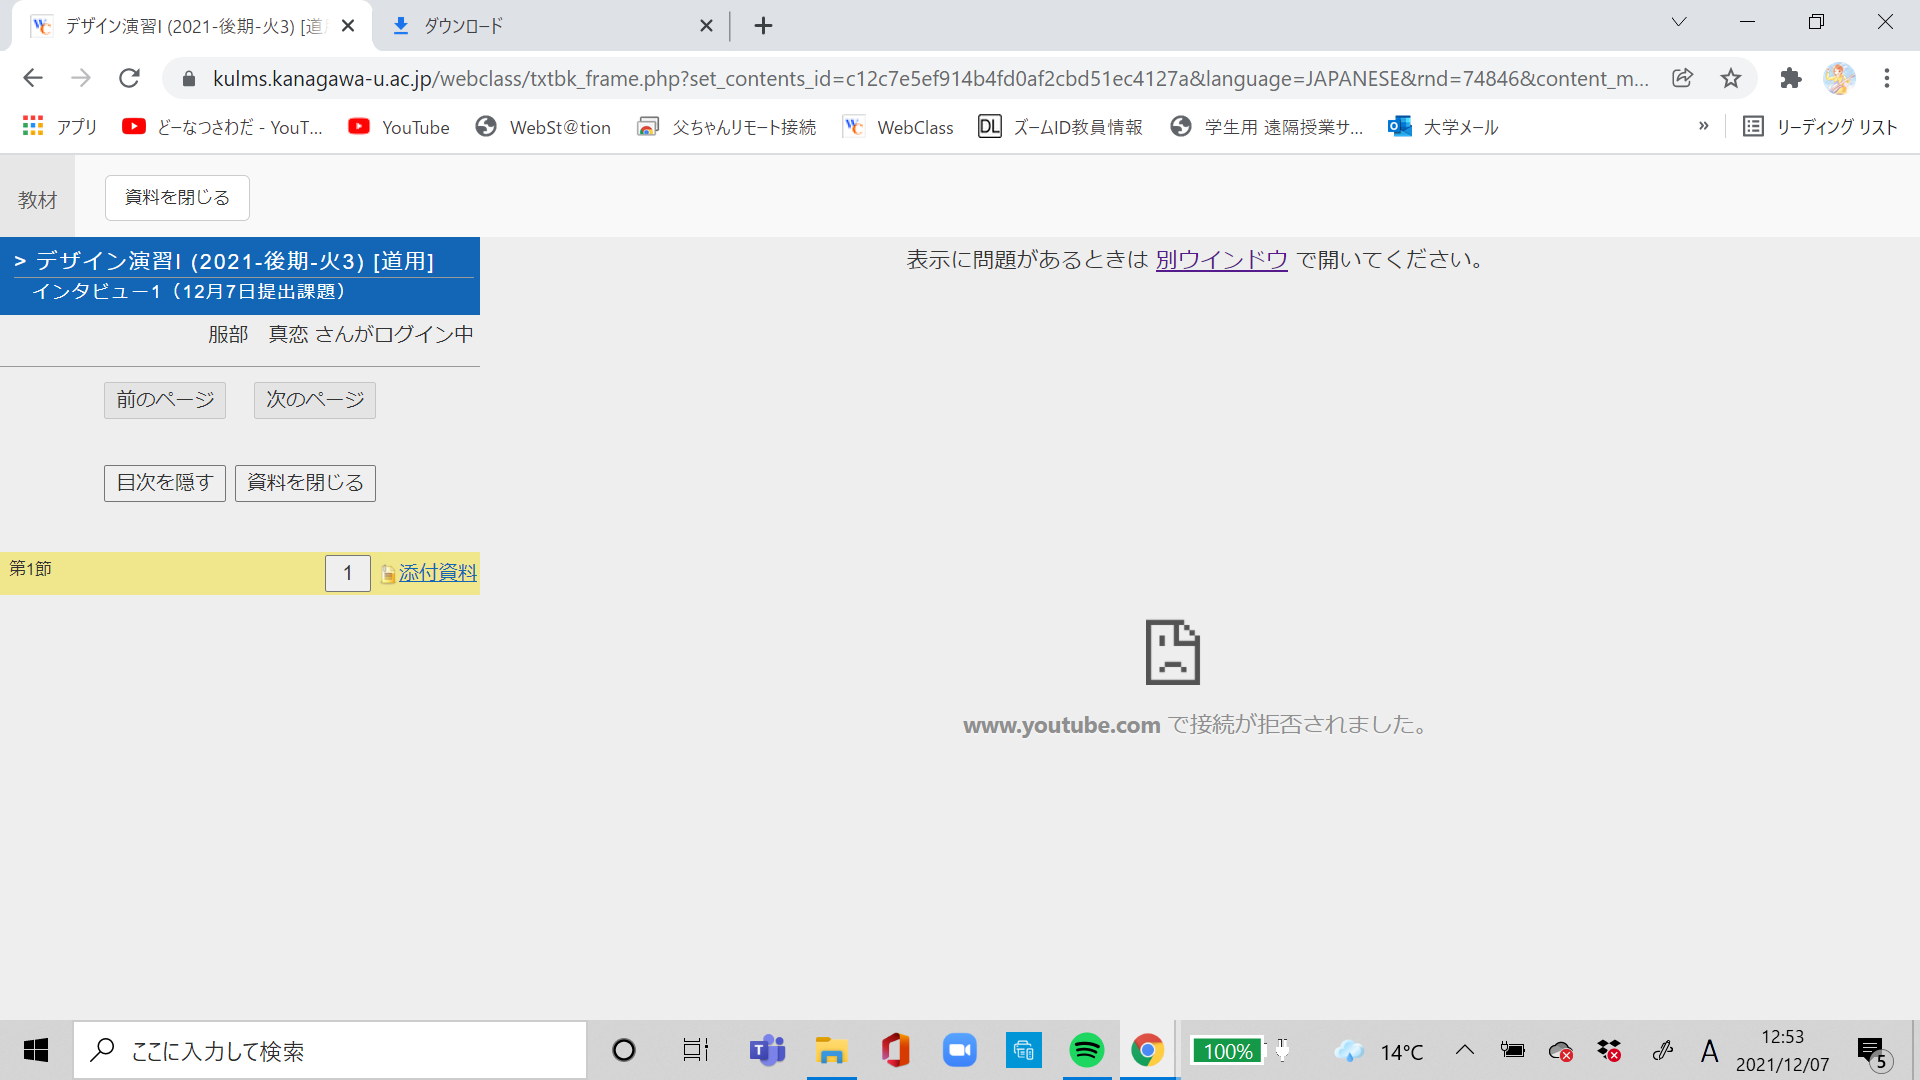 デザイン演習I (2021-後期-火3) [道
ダウンロード
kulms.kanagawa-u.ac.jp/webclass/txtbk_frame.php?set_contents_id=c12c7e5ef914b4fd0af2cbd51ec4127a&language=JAPANESE&rnd=74846&content_m...
アプリ
どーなつさわだ - YouT...
YouTube
WebSt@tion
父ちゃんリモート接続
WebClass
DL ズームID教員情報
学生用 遠隔授業サ...
大学メール
»
リーディング リスト
教材
資料を閉じる
> デザイン演習I (2021-後期-火3) [道用]
インタビュー1（12月7日提出課題）
服部　真恋 さんがログイン中
前のページ
次のページ
目次を隠す
資料を閉じる
第1節
1
添付資料
表示に問題があるときは 別ウインドウ で開いてください。
www.youtube.com で接続が拒否されました。
ここに入力して検索
100%
14°C
A
12:53
2021/12/07
5